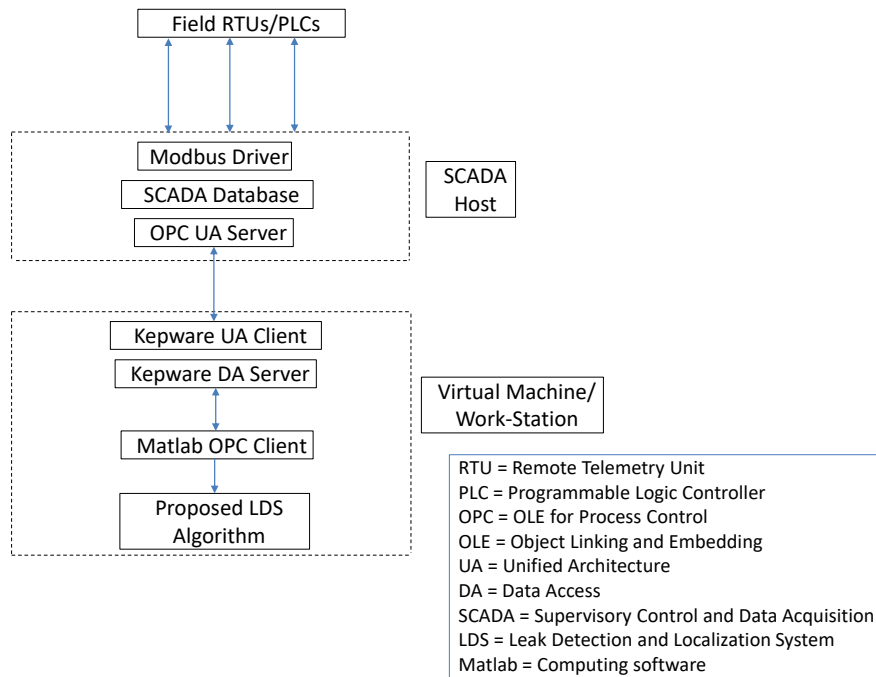 Field RTUs/PLCs
Modbus Driver
SCADA Database
OPC UA Server
SCADA
Host
Kepware UA Client
Kepware DA Server
Matlab OPC Client
Proposed LDS
Algorithm
Virtual Machine/
Work-Station
RTU = Remote Telemetry Unit
PLC = Programmable Logic Controller
OPC = OLE for Process Control
OLE = Object Linking and Embedding
UA = Unified Architecture
DA = Data Access
SCADA = Supervisory Control and Data Acquisition
LDS = Leak Detection and Localization System
Matlab = Computing software